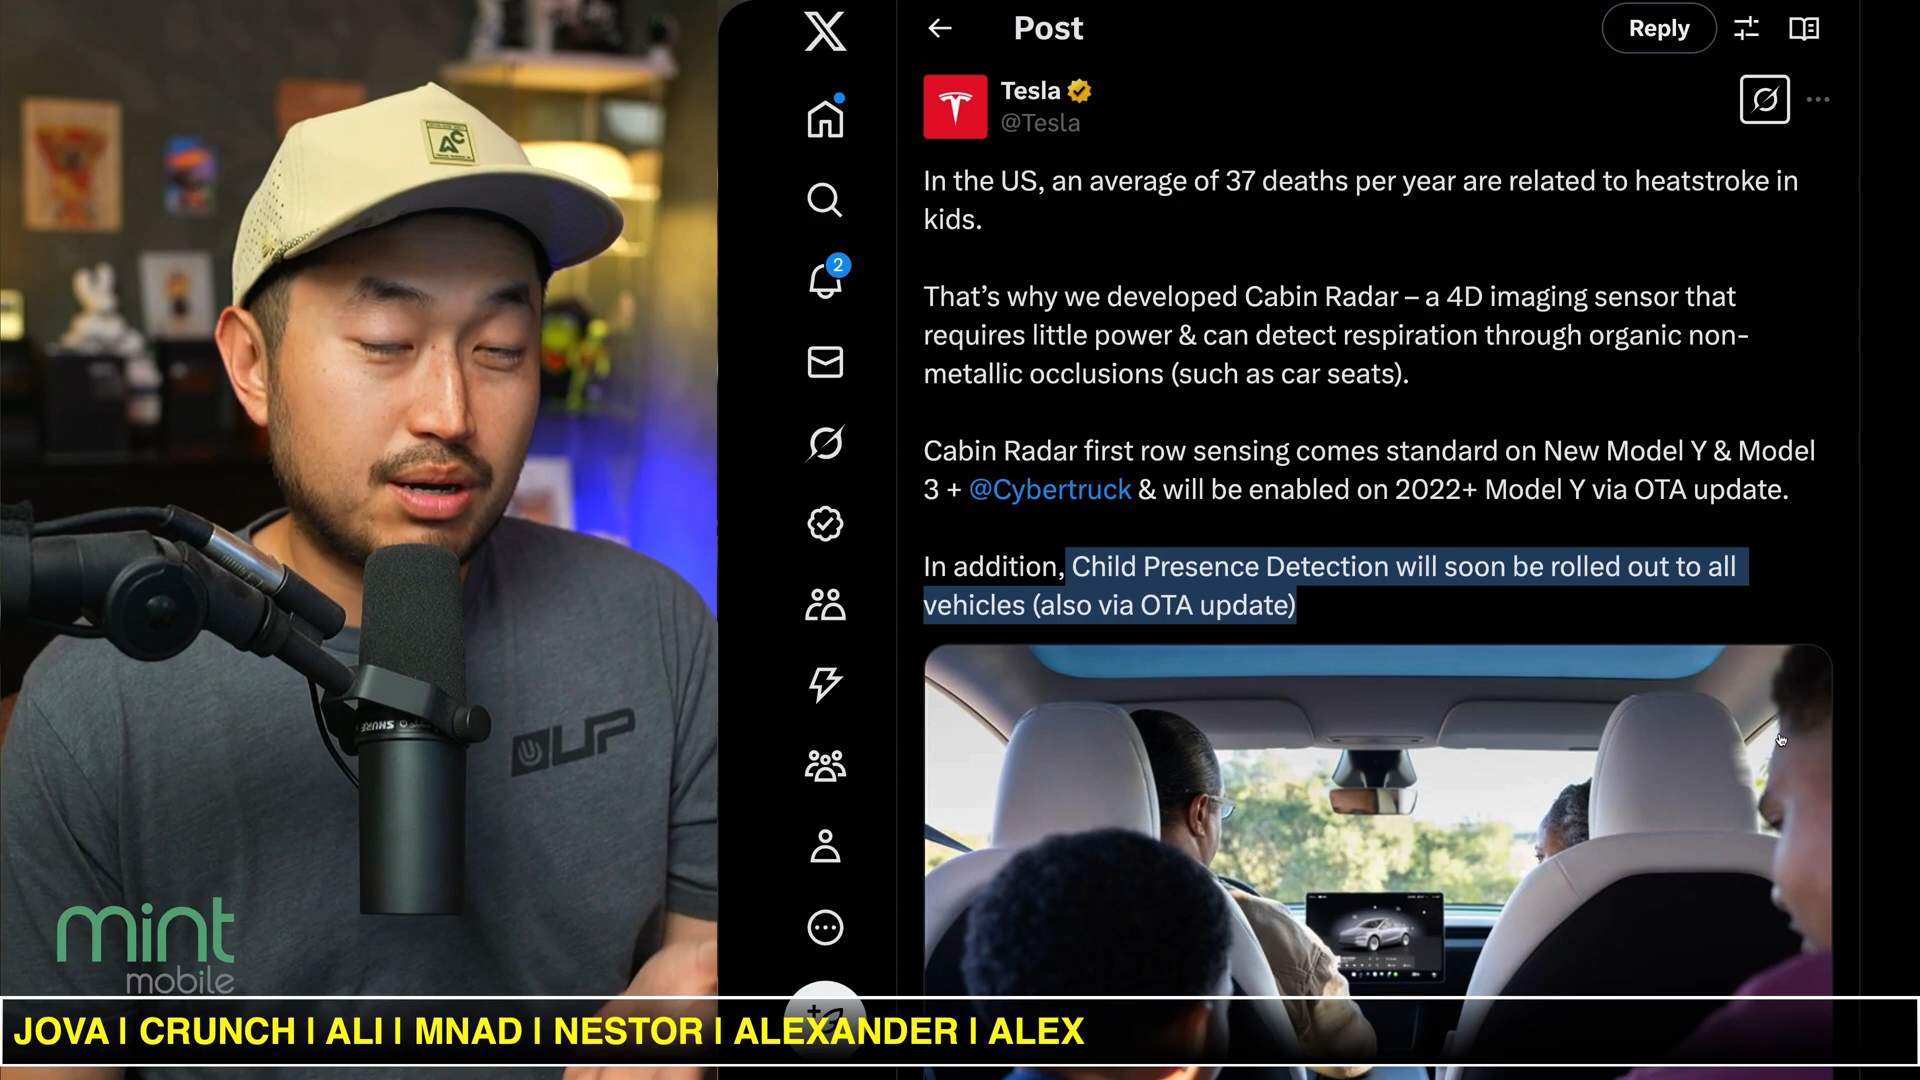 Post
Reply
Tesla
@Tesla
In the US, an average of 37 deaths per year are related to heatstroke in
kids.
That’s why we developed Cabin Radar – a 4D imaging sensor that
requires little power & can detect respiration through organic non-
metallic occlusions (such as car seats).
Cabin Radar first row sensing comes standard on New Model Y & Model
3 + @Cybertruck & will be enabled on 2022+ Model Y via OTA update.
In addition, Child Presence Detection will soon be rolled out to all
vehicles (also via OTA update)
2
AC
SHURE
UP
mint
mobile
JOVA | CRUNCH | ALI | MNAD | NESTOR | ALEXANDER | ALEX